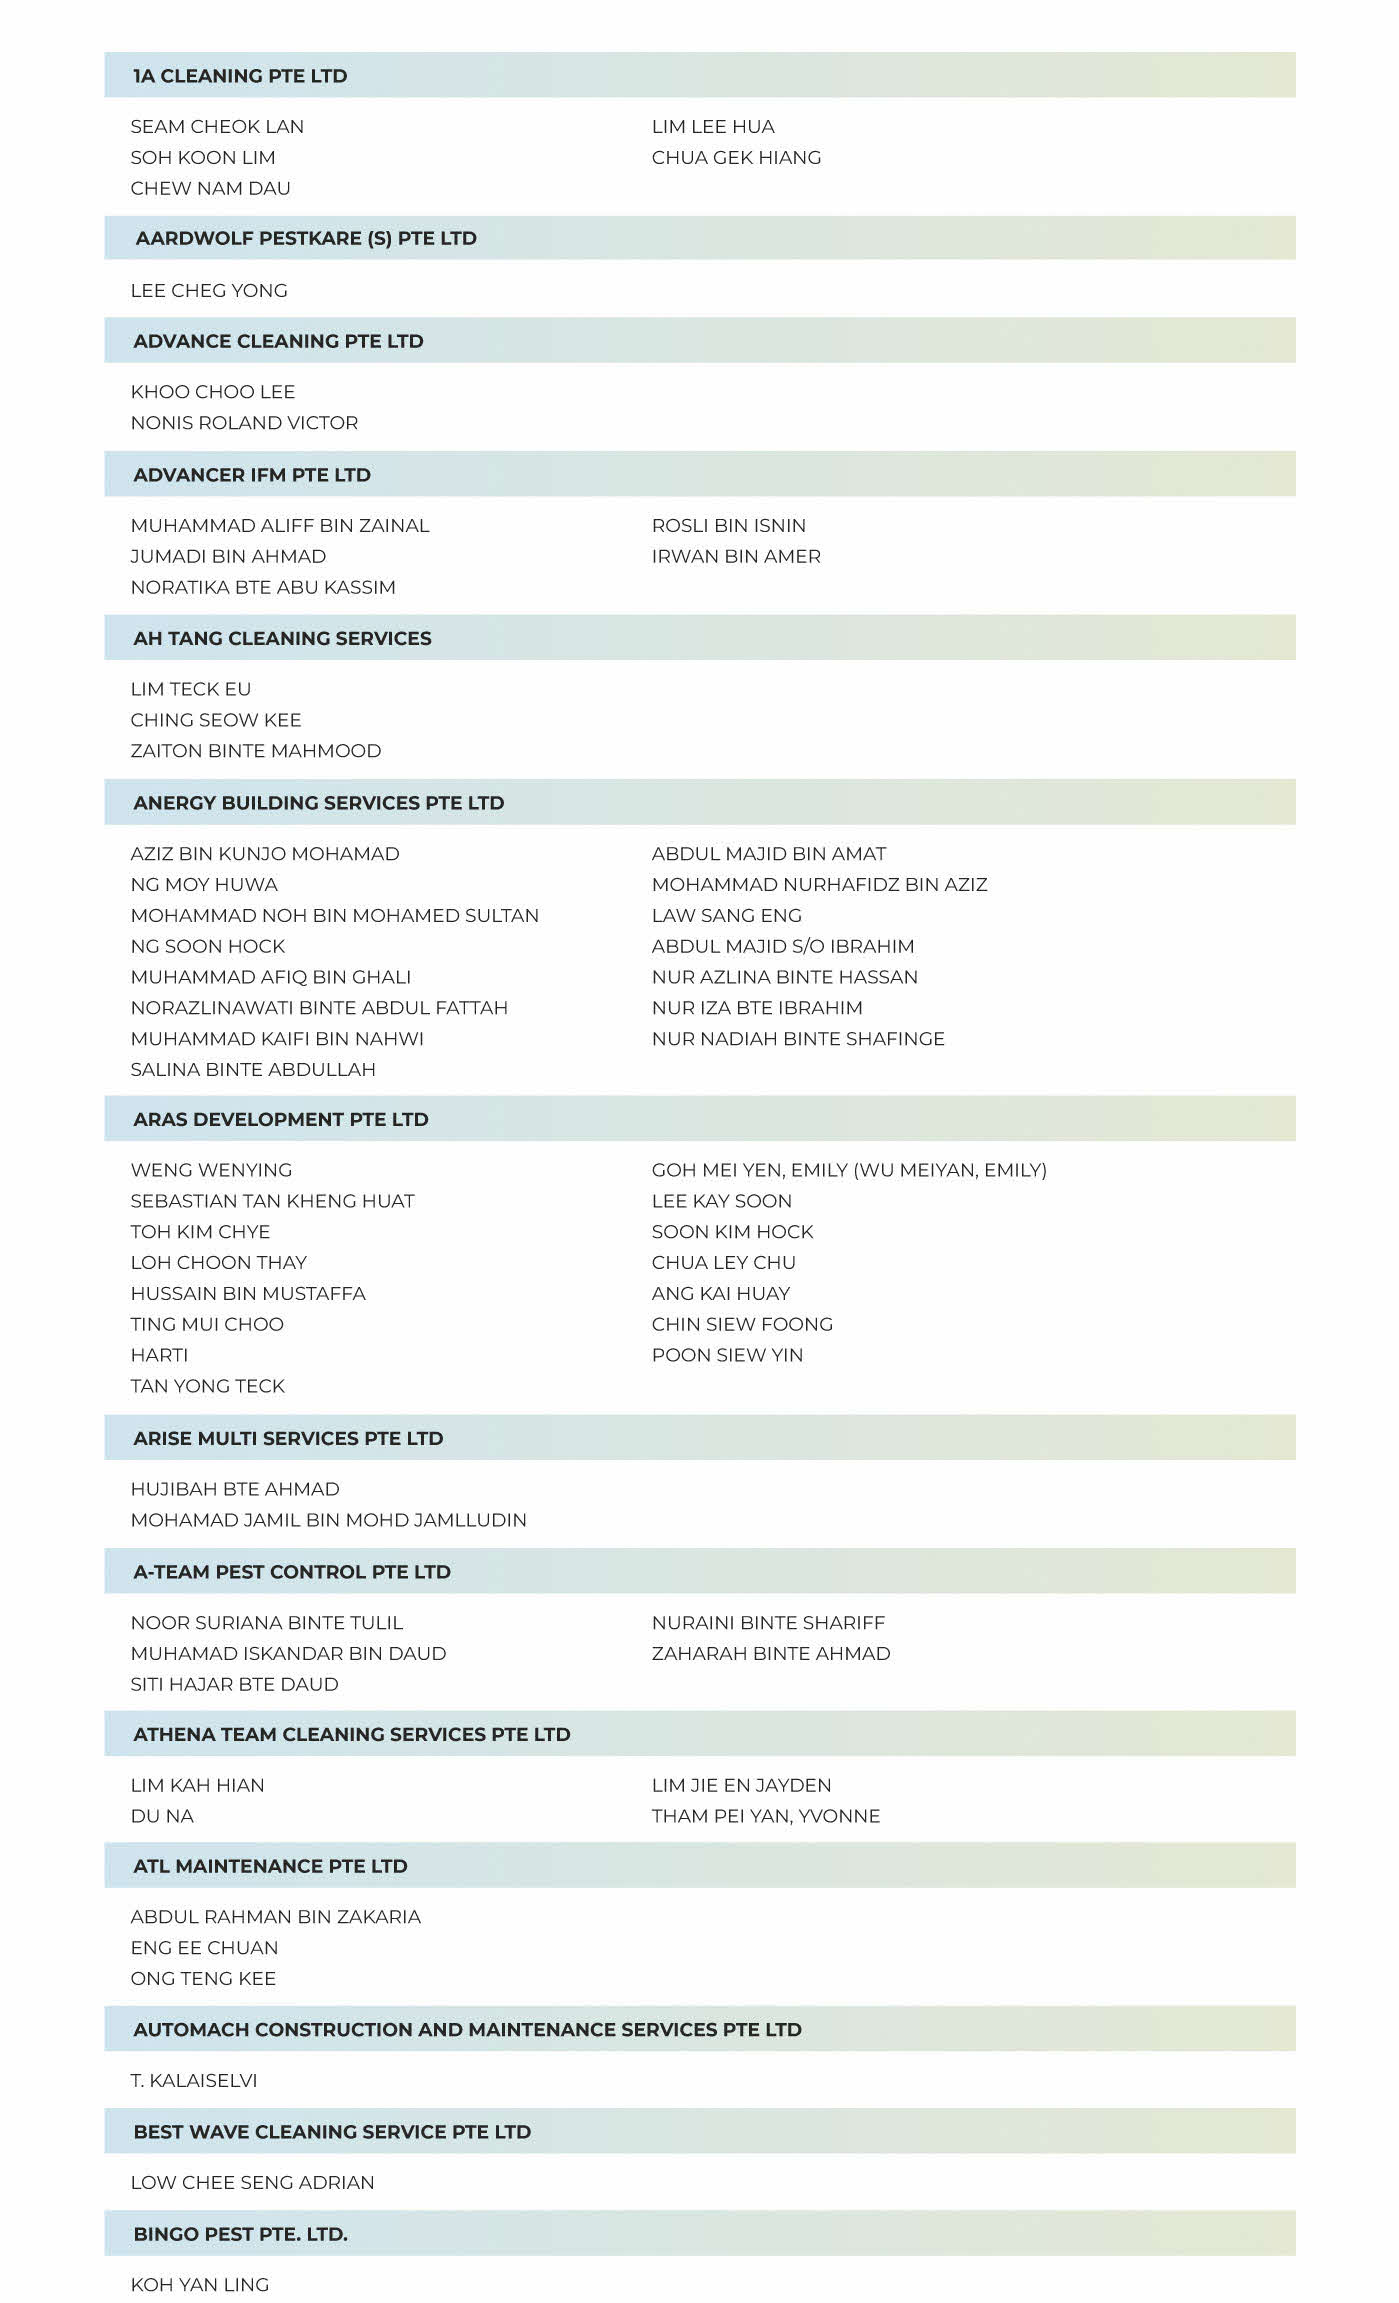 1A CLEANING PTE LTD
SEAM CHEOK LAN
SOH KOON LIM
CHEW NAM DAU
LIM LEE HUA
CHUA GEK HIANG
AARDWOLF PESTKARE (S) PTE LTD
LEE CHEG YONG
ADVANCE CLEANING PTE LTD
KHOO CHOO LEE
NONIS ROLAND VICTOR
ADVANCER IFM PTE LTD
MUHAMMAD ALIFF BIN ZAINAL
JUMADI BIN AHMAD
NORATIKA BTE ABU KASSIM
ROSLI BIN ISNIN
IRWAN BIN AMER
AH TANG CLEANING SERVICES
LIM TECK EU
CHING SEOW KEE
ZAITON BINTE MAHMOOD
ANERGY BUILDING SERVICES PTE LTD
AZIZ BIN KUNJO MOHAMAD
NG MOY HUWA
MOHAMMAD NOH BIN MOHAMED SULTAN
NG SOON HOCK
MUHAMMAD AFIQ BIN GHALI
NORAZLINAWATI BINTE ABDUL FATTAH
MUHAMMAD KAIFI BIN NAHWI
SALINA BINTE ABDULLAH
ABDUL MAJID BIN AMAT
MOHAMMAD NURHAFIDZ BIN AZIZ
LAW SANG ENG
ABDUL MAJID S/O IBRAHIM
NUR AZLINA BINTE HASSAN
NUR IZA BTE IBRAHIM
NUR NADIAH BINTE SHAFINGE
ARAS DEVELOPMENT PTE LTD
WENG WENYING
SEBASTIAN TAN KHENG HUAT
TOH KIM CHYE
LOH CHOON THAY
HUSSAIN BIN MUSTAFFA
TING MUI CHOO
HARTI
TAN YONG TECK
GOH MEI YEN, EMILY (WU MEIYAN, EMILY)
LEE KAY SOON
SOON KIM HOCK
CHUA LEY CHU
ANG KAI HUAY
CHIN SIEW FOONG
POON SIEW YIN
ARISE MULTI SERVICES PTE LTD
HUJIBAH BTE AHMAD
MOHAMAD JAMIL BIN MOHD JAMLLUDIN
A-TEAM PEST CONTROL PTE LTD
NOOR SURIANA BINTE TULIL
MUHAMAD ISKANDAR BIN DAUD
SITI HAJAR BTE DAUD
NURAINI BINTE SHARIFF
ZAHARAH BINTE AHMAD
ATHENA TEAM CLEANING SERVICES PTE LTD
LIM KAH HIAN
DU NA
LIM JIE EN JAYDEN
THAM PEI YAN, YVONNE
ATL MAINTENANCE PTE LTD
ABDUL RAHMAN BIN ZAKARIA
ENG EE CHUAN
ONG TENG KEE
AUTOMACH CONSTRUCTION AND MAINTENANCE SERVICES PTE LTD
T. KALAISELVI
BEST WAVE CLEANING SERVICE PTE LTD
LOW CHEE SENG ADRIAN
BINGO PEST PTE. LTD.
KOH YAN LING